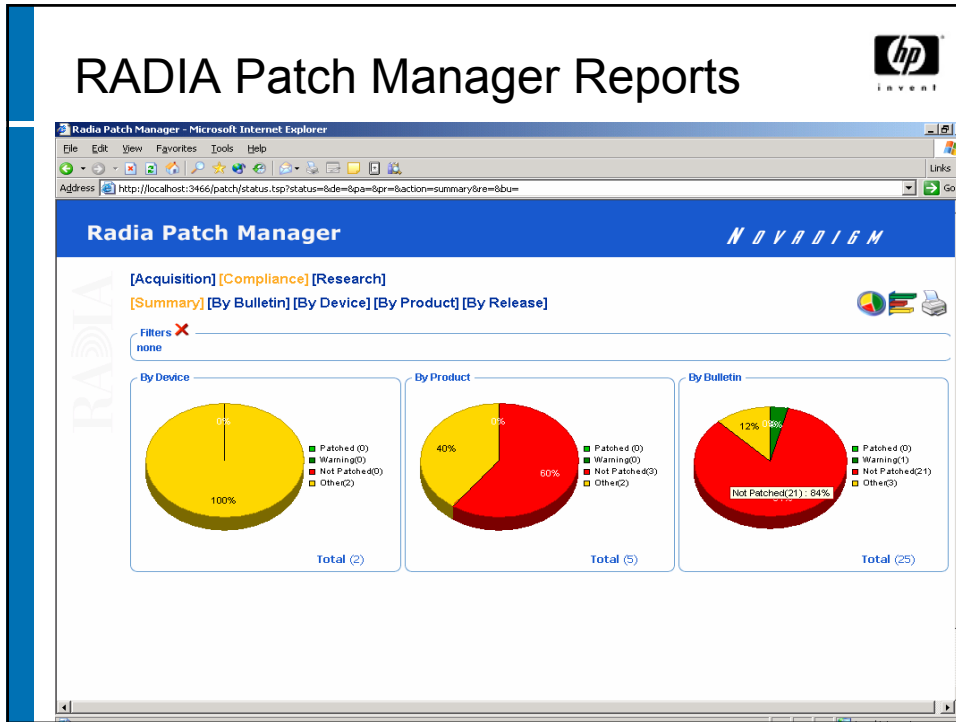 RADIA Patch Manager Reports
hp
invent
Radia Patch Manager - Microsoft Internet Explorer
File Edit View Favorites Tools Help
Links
Address http://localhost:3466/patch/status.tsp?status=&de=&pa=&pr=&action=summary&re=&bu= Go
Radia Patch Manager
NOVADIGM
RADIA
[Acquisition] [Compliance] [Research]
[Summary] [By Bulletin] [By Device] [By Product] [By Release]
Filters
none
By Device
0%
100%
Patched (0)
Warning(0)
Not Patched(0)
Other(2)
Total (2)
By Product
0%
40%
60%
Patched (0)
Warning(0)
Not Patched(3)
Other(2)
Total (5)
By Bulletin
12%
Not Patched(21) : 84%
Patched (0)
Warning(1)
Not Patched(21)
Other(3)
Total (25)